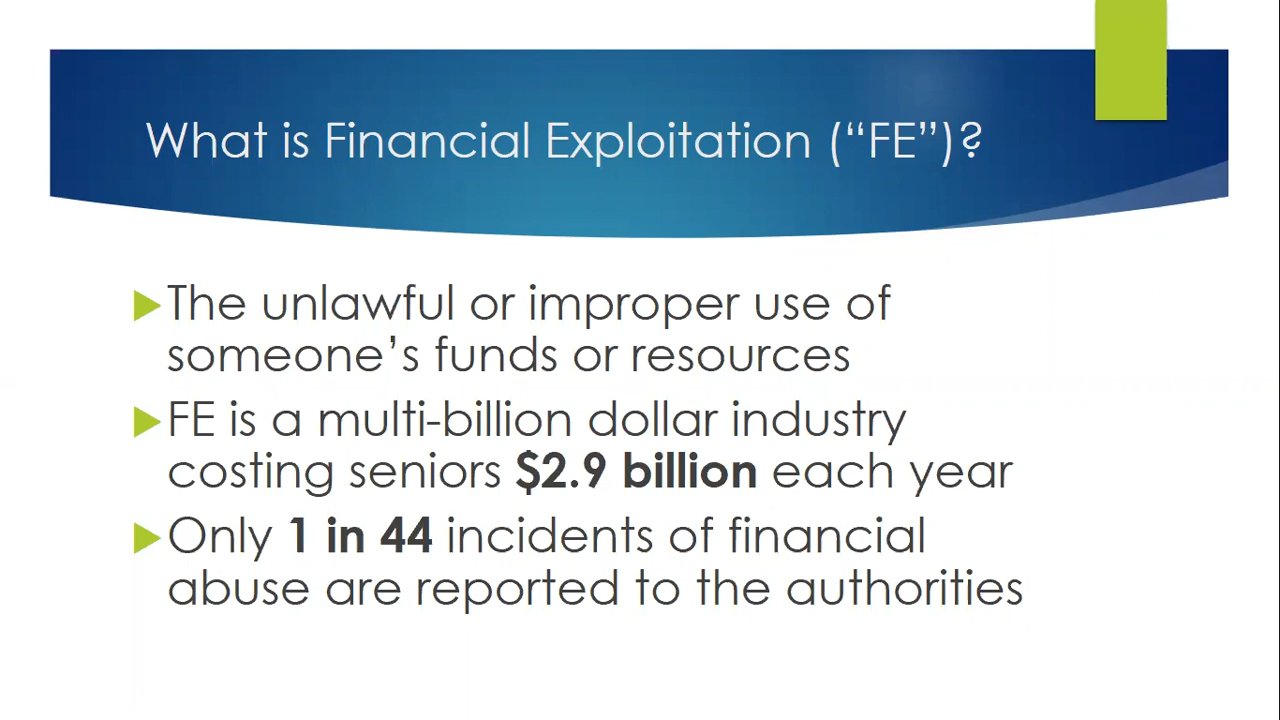 What is Financial Exploitation (“FE”)?
The unlawful or improper use of
someone’s funds or resources
FE is a multi-billion dollar industry
costing seniors $2.9 billion each year
Only 1 in 44 incidents of financial
abuse are reported to the authorities